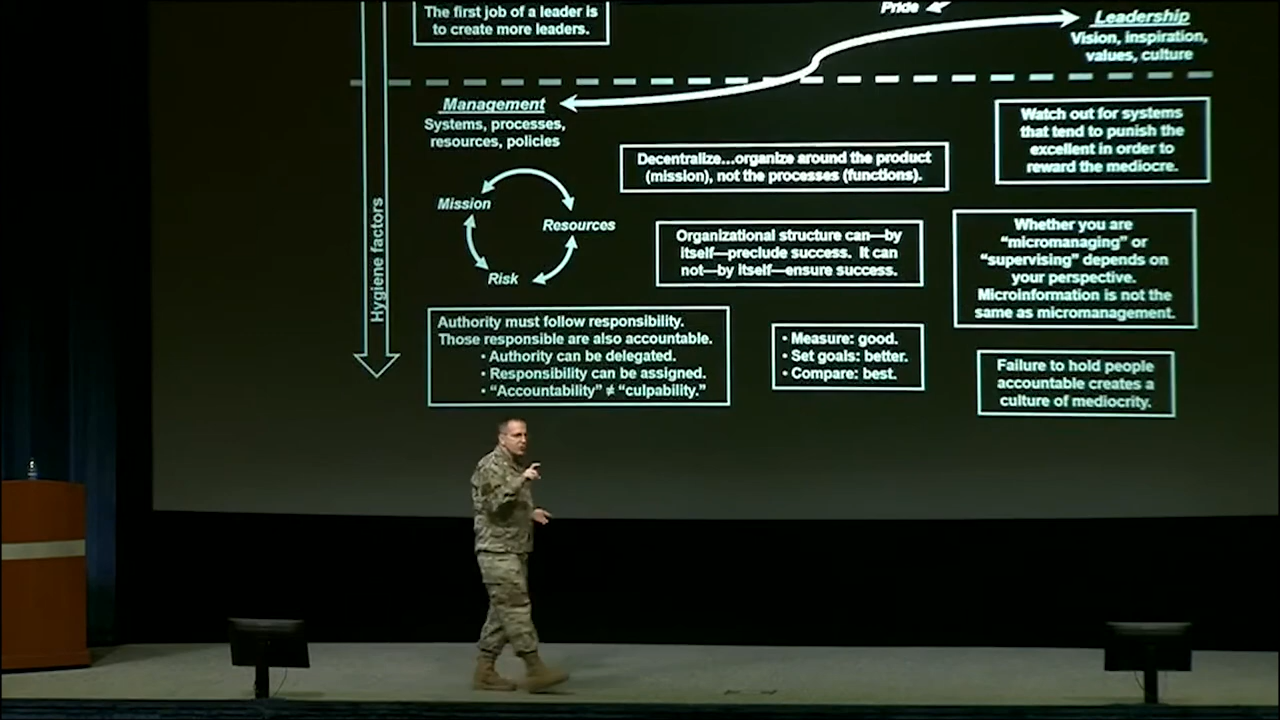 The first job of a leader is
to create more leaders.
Pride
Leadership
Vision, inspiration,
values, culture
Management
Systems, processes,
resources, policies
Mission
Resources
Risk
Hygiene factors
Decentralize…organize around the product
(mission), not the processes (functions).
Watch out for systems
that tend to punish the
excellent in order to
reward the mediocre.
Organizational structure can—by
itself—preclude success. It can
not—by itself—ensure success.
Whether you are
“micromanaging” or
“supervising” depends on
your perspective.
Microinformation is not the
same as micromanagement.
Authority must follow responsibility.
Those responsible are also accountable.
• Authority can be delegated.
• Responsibility can be assigned.
• “Accountability” ≠ “culpability.”
• Measure: good.
• Set goals: better.
• Compare: best.
Failure to hold people
accountable creates a
culture of mediocrity.